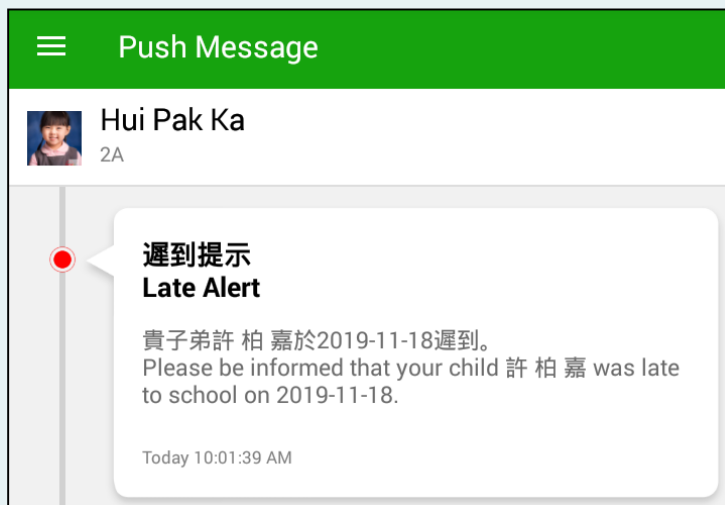 Push Message
Hui Pak Ka
2A
遲到提示
Late Alert
貴子弟許 柏 嘉於2019-11-18遲到。
Please be informed that your child 許 柏 嘉 was late
to school on 2019-11-18.
Today 10:01:39 AM